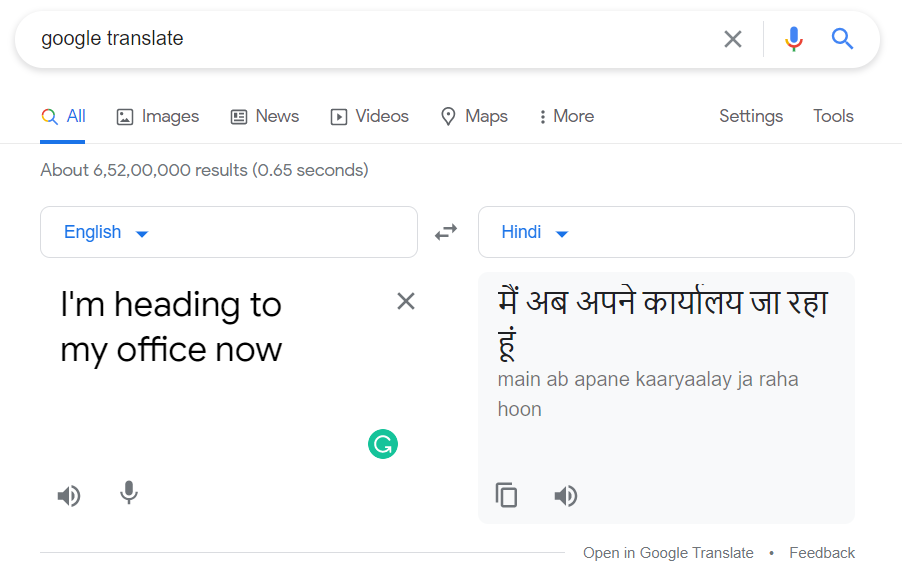 google translate
All Images News Videos Maps More Settings Tools
About 6,52,00,000 results (0.65 seconds)
English Hindi
I'm heading to
my office now
मैं अब अपने कार्यालय जा रहा
हूं
main ab apane kaaryaalay ja raha
hoon
Open in Google Translate • Feedback